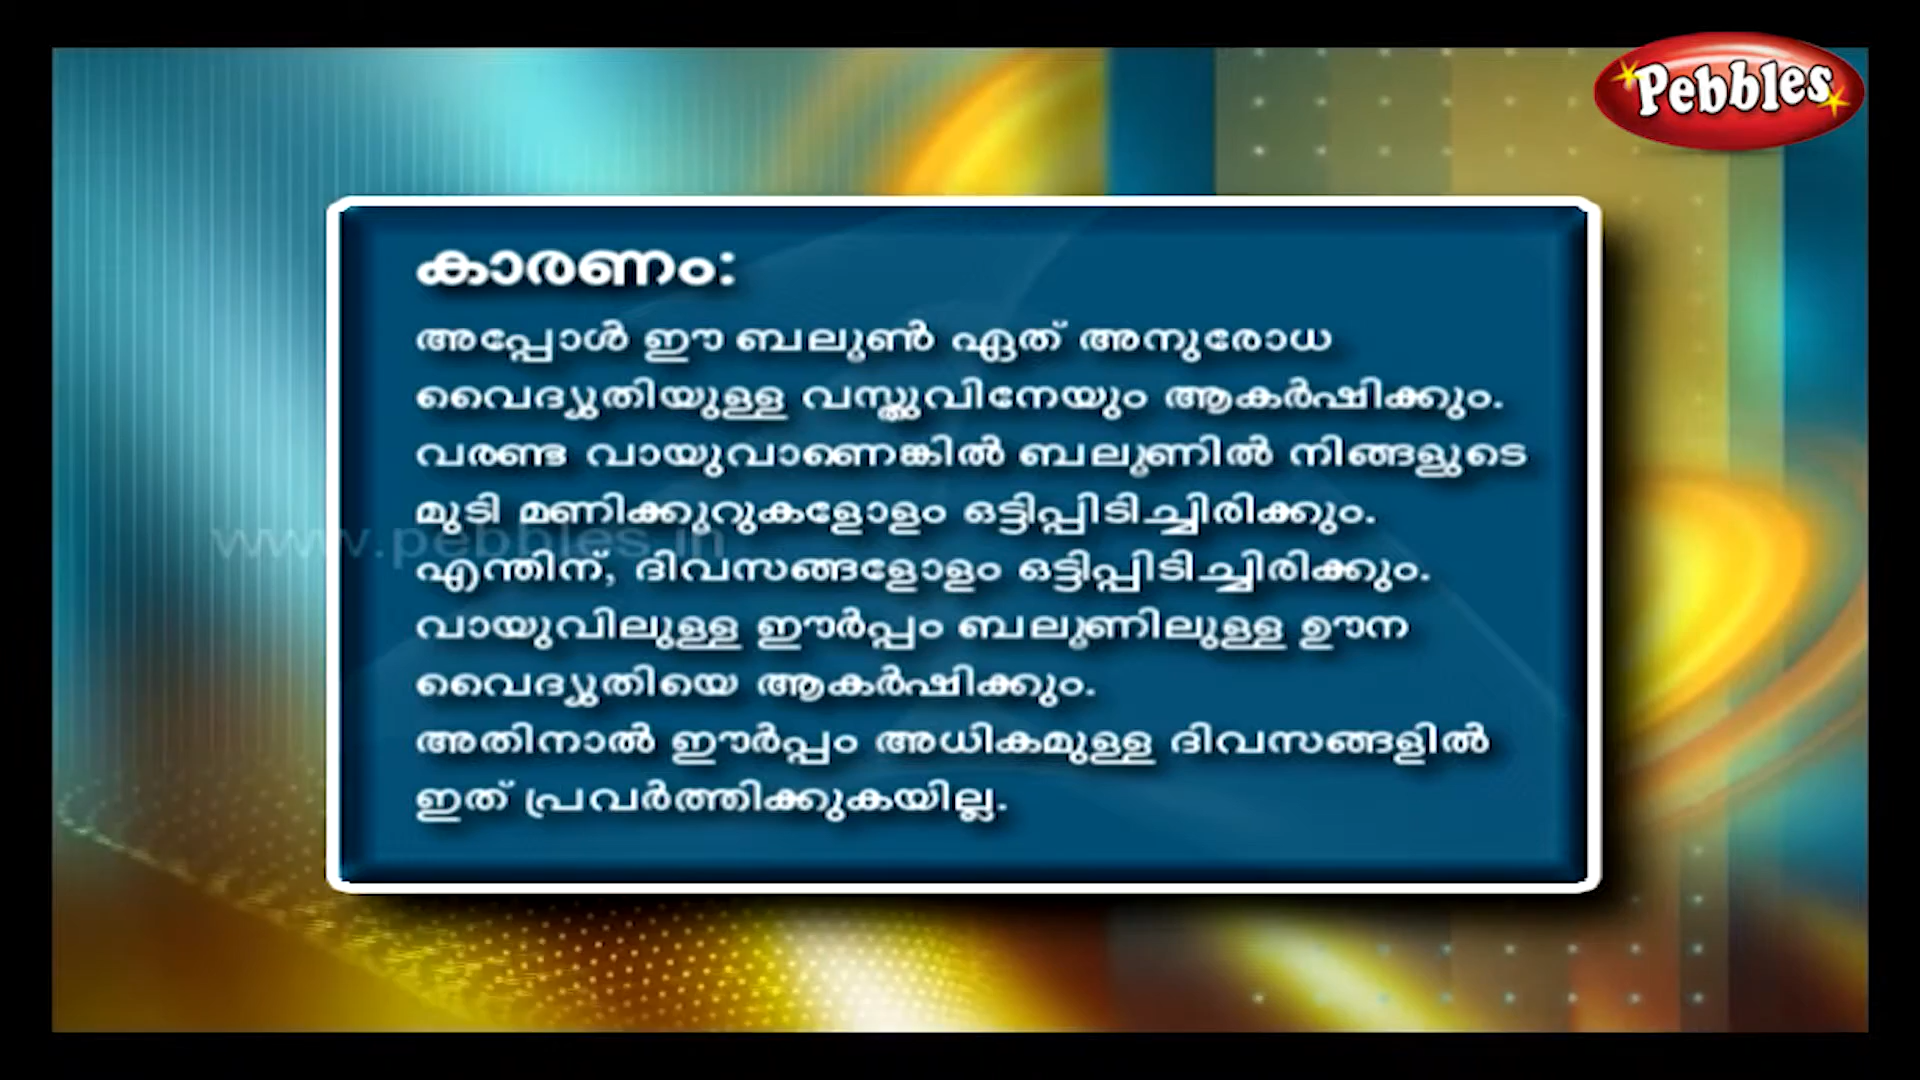 Pebbles
കാരണം:
അപ്പോൾ ഈ ബലൂൺ ഏത് അനുരോധ
വൈദ്യുതിയുള്ള വസ്തുവിനേയും ആകർഷിക്കും.
വരണ്ട വായുവാണെങ്കിൽ ബലൂണിൽ നിങ്ങളുടെ
മുടി മണിക്കൂറുകളോളം ഒട്ടിപ്പിടിച്ചിരിക്കും.
www.pebbles.in
എന്തിന്, ദിവസങ്ങളോളം ഒട്ടിപ്പിടിച്ചിരിക്കും.
വായുവിലുള്ള ഈർപ്പം ബലൂണിലുള്ള ഊന
വൈദ്യുതിയെ ആകർഷിക്കും.
അതിനാൽ ഈർപ്പം അധികമുള്ള ദിവസങ്ങളിൽ
ഇത് പ്രവർത്തിക്കുകയില്ല.